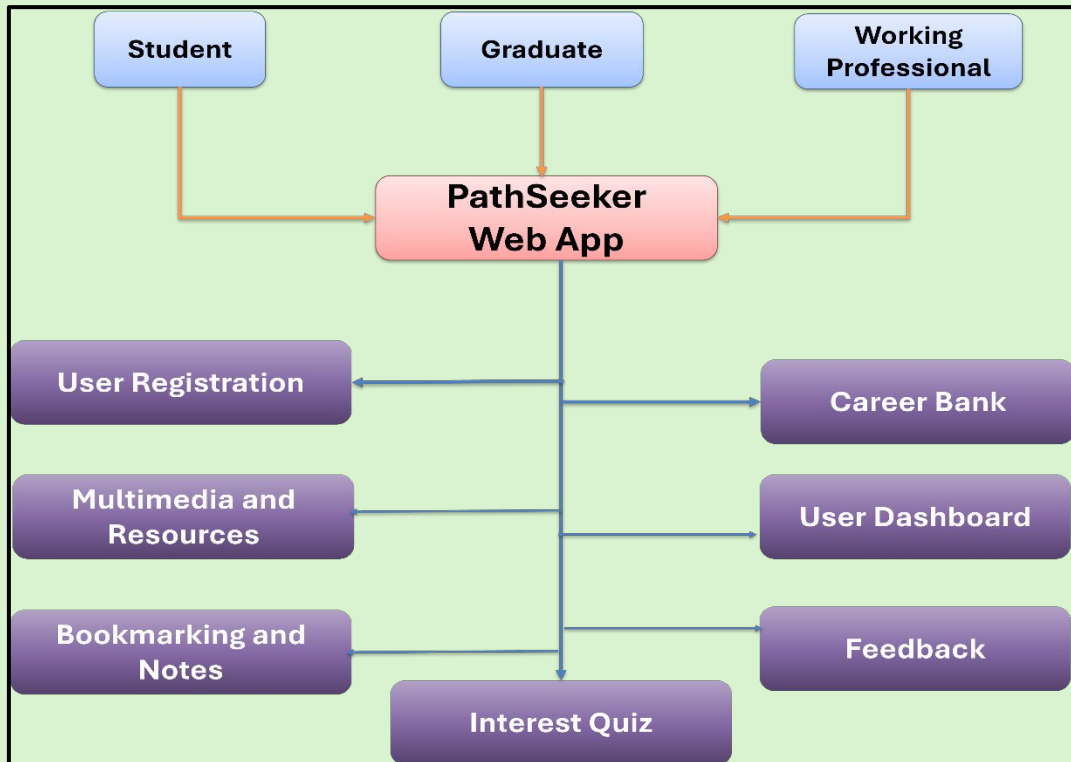 Student
Graduate
Working
Professional
PathSeeker
Web App
User Registration
Career Bank
Multimedia and
Resources
User Dashboard
Bookmarking and
Notes
Feedback
Interest Quiz